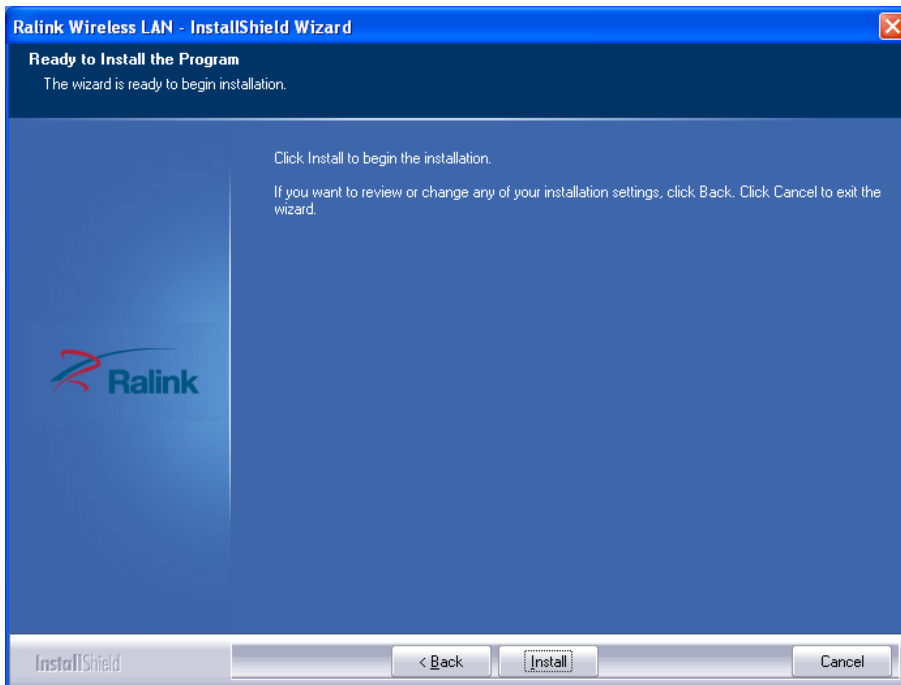 Ralink Wireless LAN - InstallShield Wizard
Ready to Install the Program
The wizard is ready to begin installation.
Click Install to begin the installation.
If you want to review or change any of your installation settings, click Back. Click Cancel to exit the
wizard.
Ralink
InstallShield
< Back
Install
Cancel